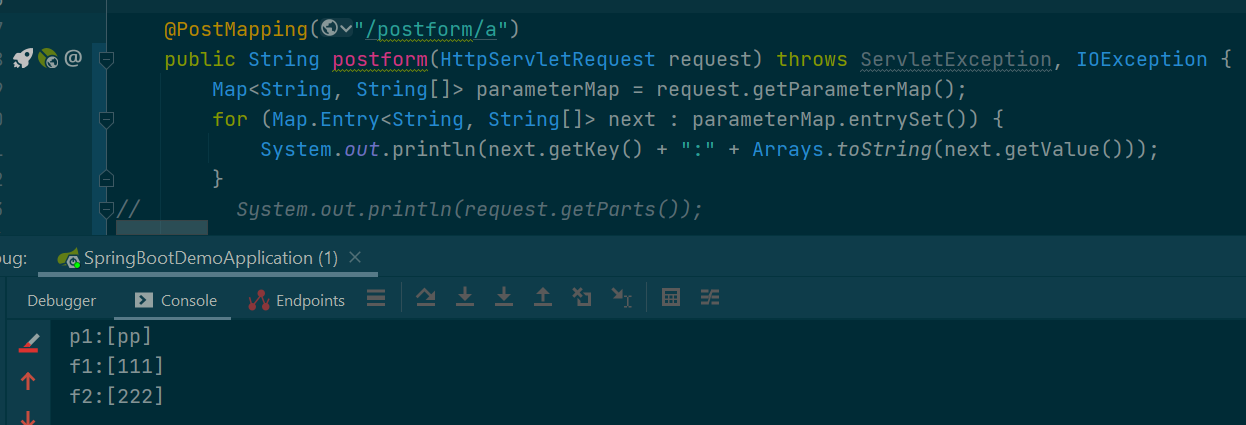 @PostMapping("/postform/a")
public String postform(HttpServletRequest request) throws ServletException, IOException {
Map<String, String[]> parameterMap = request.getParameterMap();
for (Map.Entry<String, String[]> next : parameterMap.entrySet()) {
System.out.println(next.getKey() + ":" + Arrays.toString(next.getValue()));
}
// System.out.println(request.getParts());
ug: SpringBootDemoApplication (1)
Debugger Console Endpoints
p1:[pp]
f1:[111]
f2:[222]